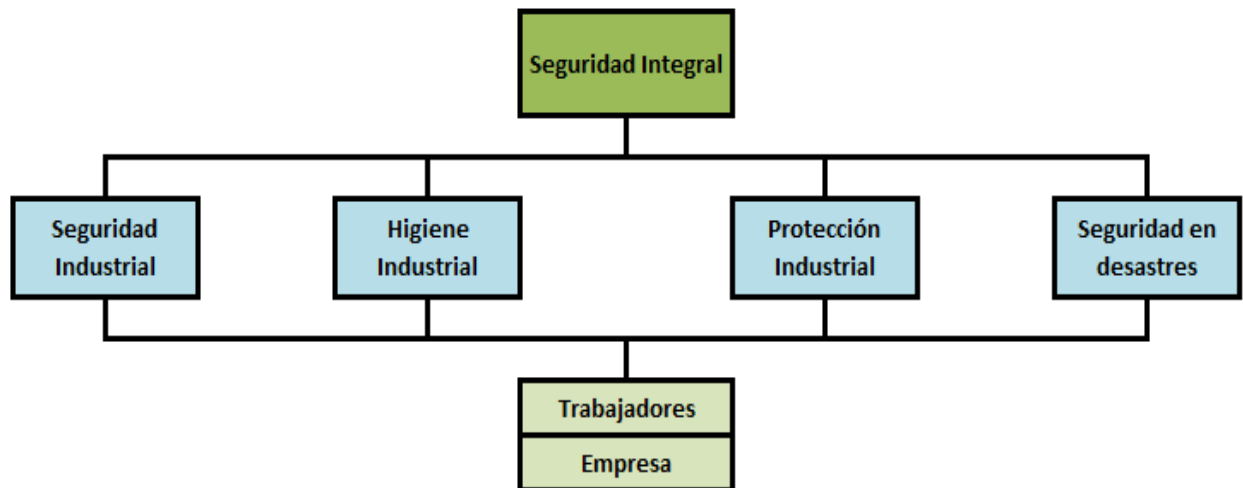 Seguridad Integral
Seguridad
Industrial
Higiene
Industrial
Protección
Industrial
Seguridad en
desastres
Trabajadores
Empresa